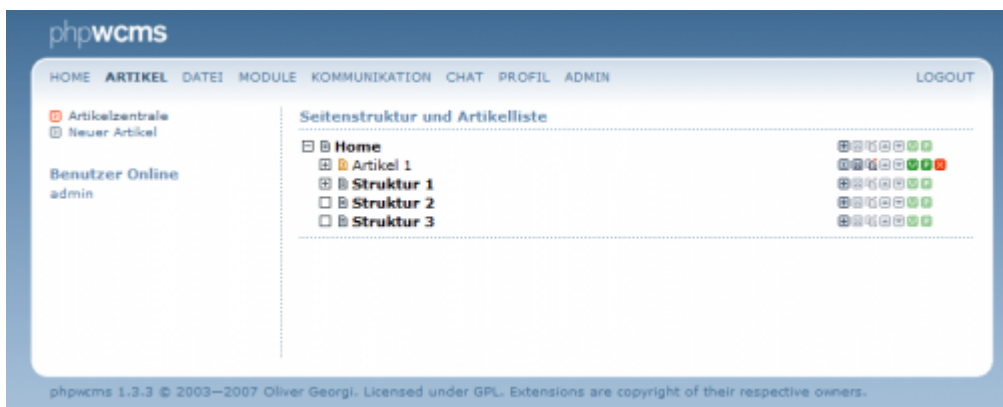 phpwcms
HOME ARTIKEL DATEI MODULE KOMMUNIKATION CHAT PROFIL ADMIN LOGOUT
Artikelzentrale
Neuer Artikel
Benutzer Online
admin
Seitenstruktur und Artikelliste
Home
Artikel 1
Struktur 1
Struktur 2
Struktur 3
phpwcms 1.3.3 © 2003—2007 Oliver Georgi. Licensed under GPL. Extensions are copyright of their respective owners.